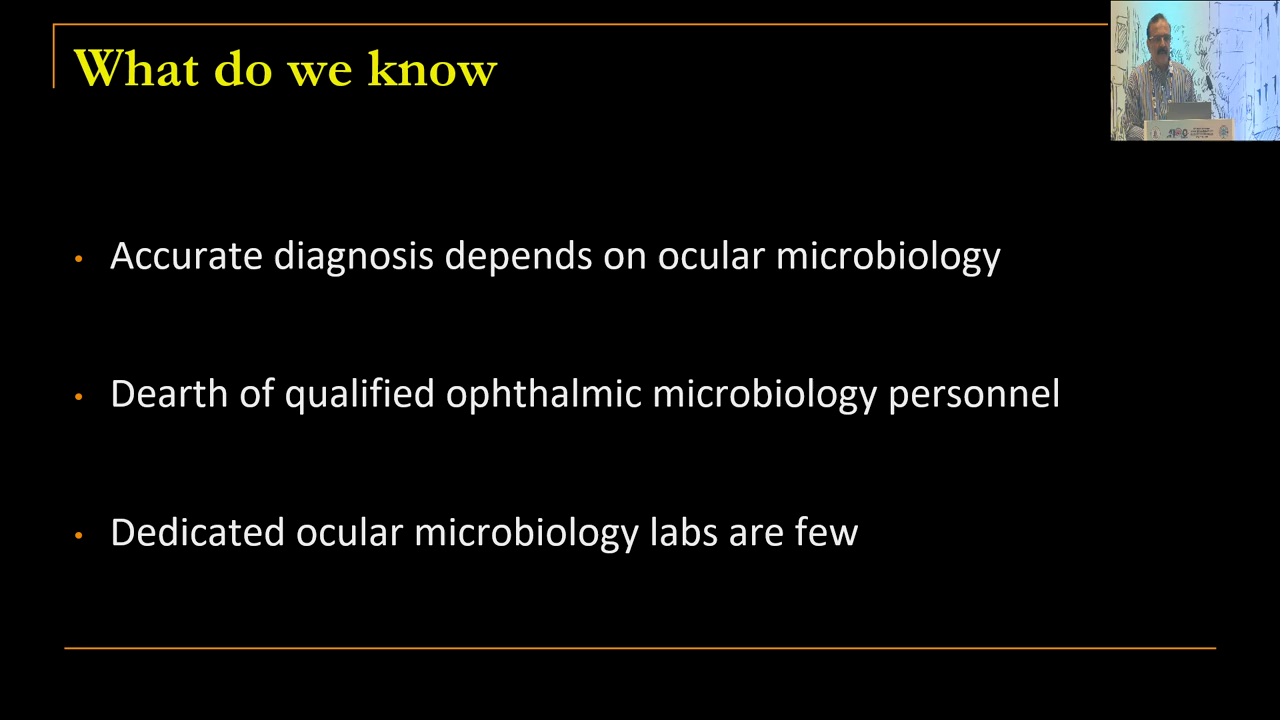 What do we know
• Accurate diagnosis depends on ocular microbiology
• Dearth of qualified ophthalmic microbiology personnel
• Dedicated ocular microbiology labs are few